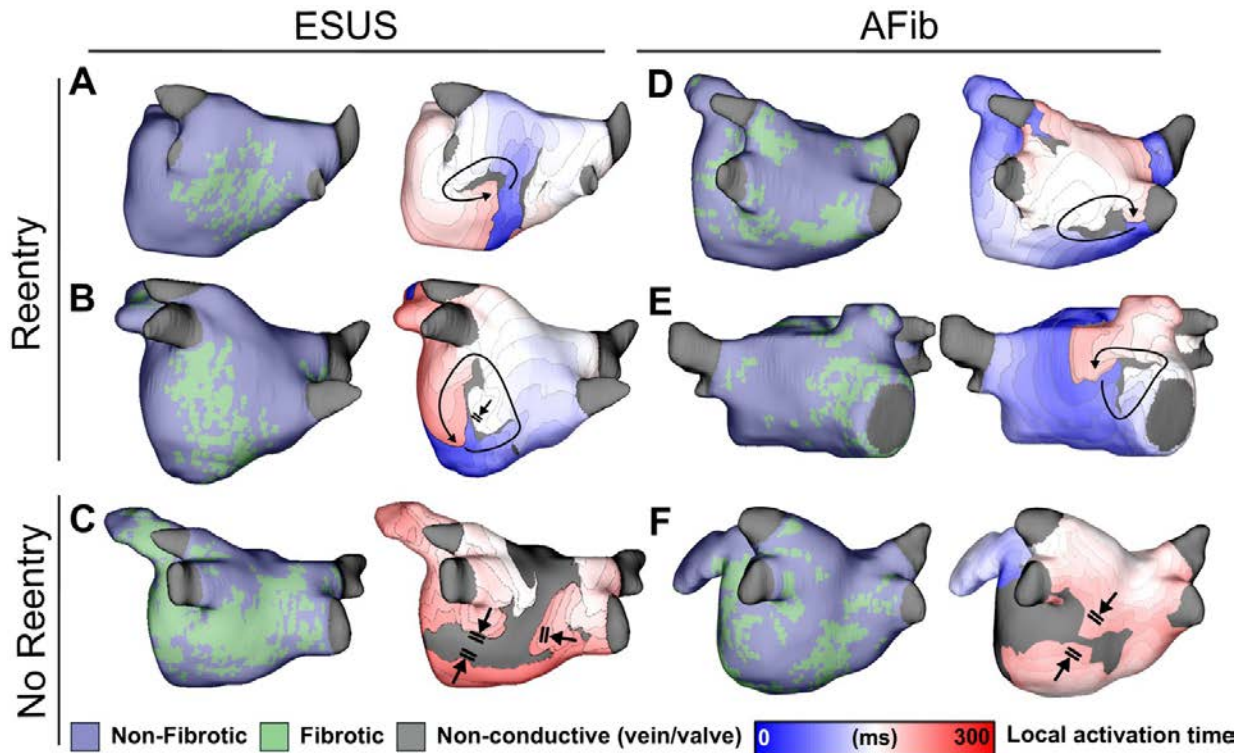 ESUS AFib
A D
Reentry
B E
No Reentry
C F
Non-Fibrotic Fibrotic Non-conductive (vein/valve) 0 (ms) 300 Local activation time